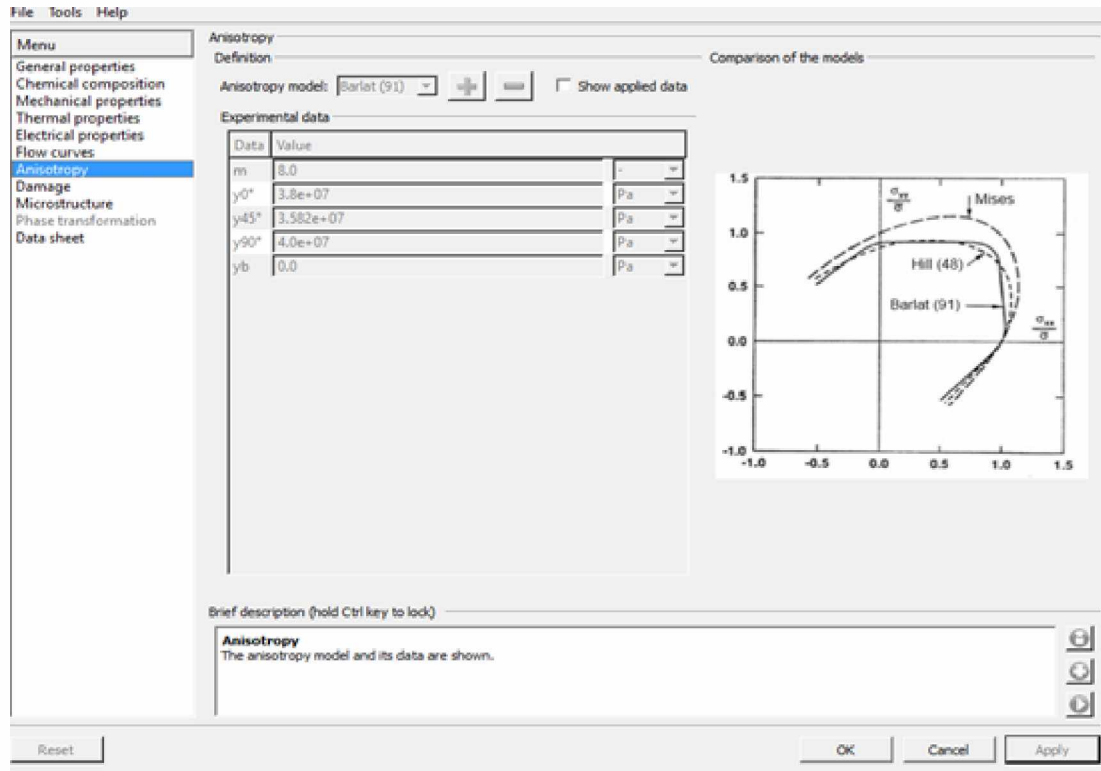 File Tools Help
Menu
General properties
Chemical composition
Mechanical properties
Thermal properties
Electrical properties
Flow curves
Anisotropy
Damage
Microstructure
Phase transformation
Data sheet
Anisotropy
Definition
Anisotropy model: Barlat (91) Show applied data
Experimental data
Data Value
m 8.0 -
y0° 3.8e+07 Pa
y45° 3.582e+07 Pa
y90° 4.0e+07 Pa
yb 0.0 Pa
Comparison of the models
1.5
1.0
0.5
0.0
-0.5
-1.0
Mises
Hill (48)
Barlat (91)
-1.0 -0.5 0.0 0.5 1.0 1.5
Brief description (hold Ctrl key to lock)
Anisotropy
The anisotropy model and its data are shown.
Reset OK Cancel Apply